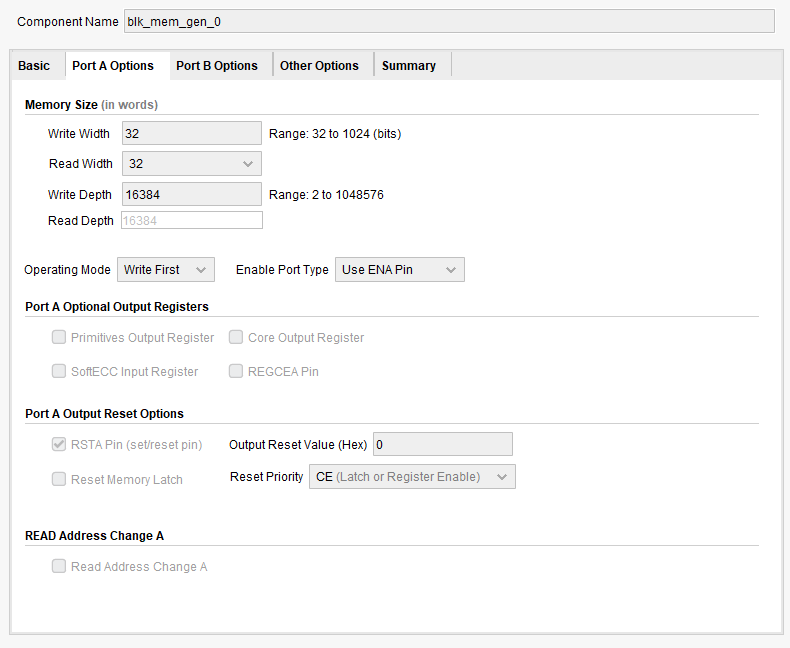 Component Name blk_mem_gen_0
Basic Port A Options Port B Options Other Options Summary
Memory Size (in words)
Write Width 32 Range: 32 to 1024 (bits)
Read Width 32
Write Depth 16384 Range: 2 to 1048576
Read Depth 16384
Operating Mode Write First Enable Port Type Use ENA Pin
Port A Optional Output Registers
Primitives Output Register Core Output Register
SoftECC Input Register REGCEA Pin
Port A Output Reset Options
RSTA Pin (set/reset pin) Output Reset Value (Hex) 0
Reset Memory Latch Reset Priority CE (Latch or Register Enable)
READ Address Change A
Read Address Change A